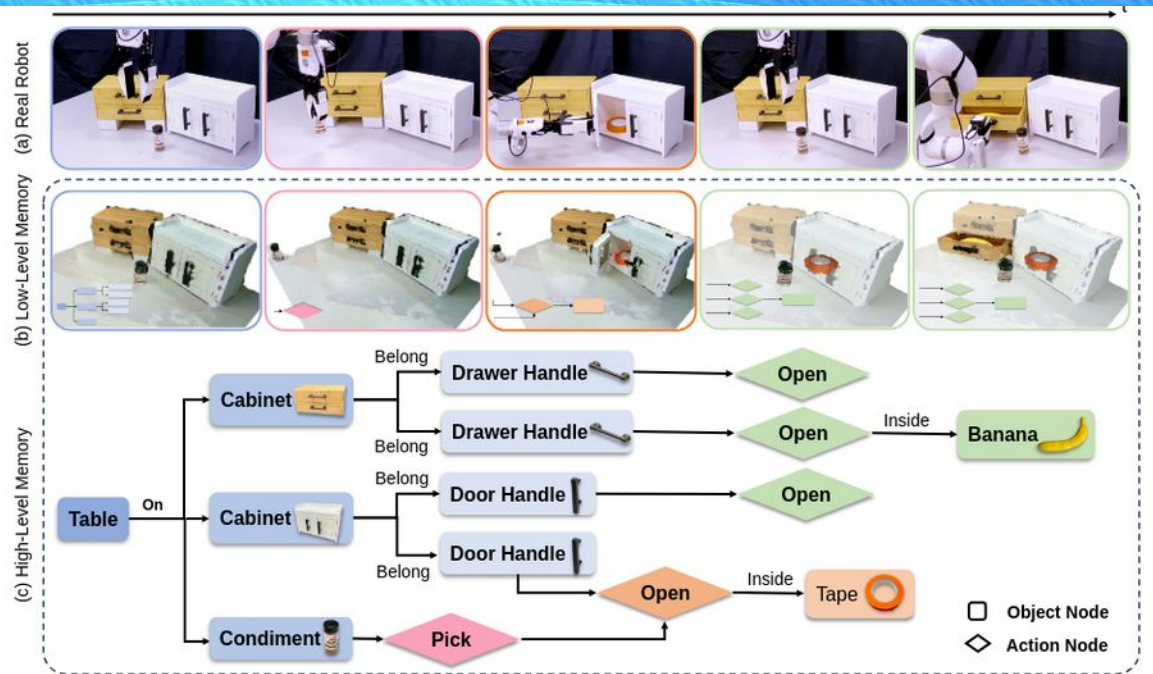 t
(a) Real Robot
(b) Low-Level Memory
(c) High-Level Memory
Belong
Drawer Handle
Open
Cabinet
Belong
Drawer Handle
Open
Inside
Banana
Table
On
Cabinet
Belong
Door Handle
Open
Belong
Door Handle
Open
Inside
Tape
Condiment
Pick
Object Node
Action Node